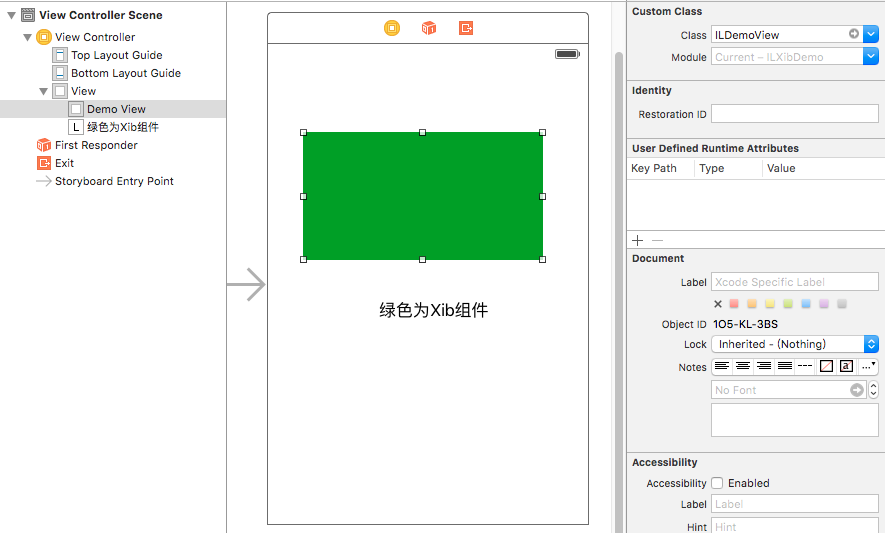 View Controller Scene
View Controller
Top Layout Guide
Bottom Layout Guide
View
Demo View
L 绿色为Xib组件
First Responder
Exit
Storyboard Entry Point
绿色为Xib组件
Custom Class
Class ILDemoView
Module Current – ILXibDemo
Identity
Restoration ID
User Defined Runtime Attributes
Key Path Type Value
Document
Label Xcode Specific Label
Object ID 1O5-KL-3BS
Lock Inherited - (Nothing)
Notes a ...
No Font
Accessibility
Accessibility Enabled
Label Label
Hint Hint